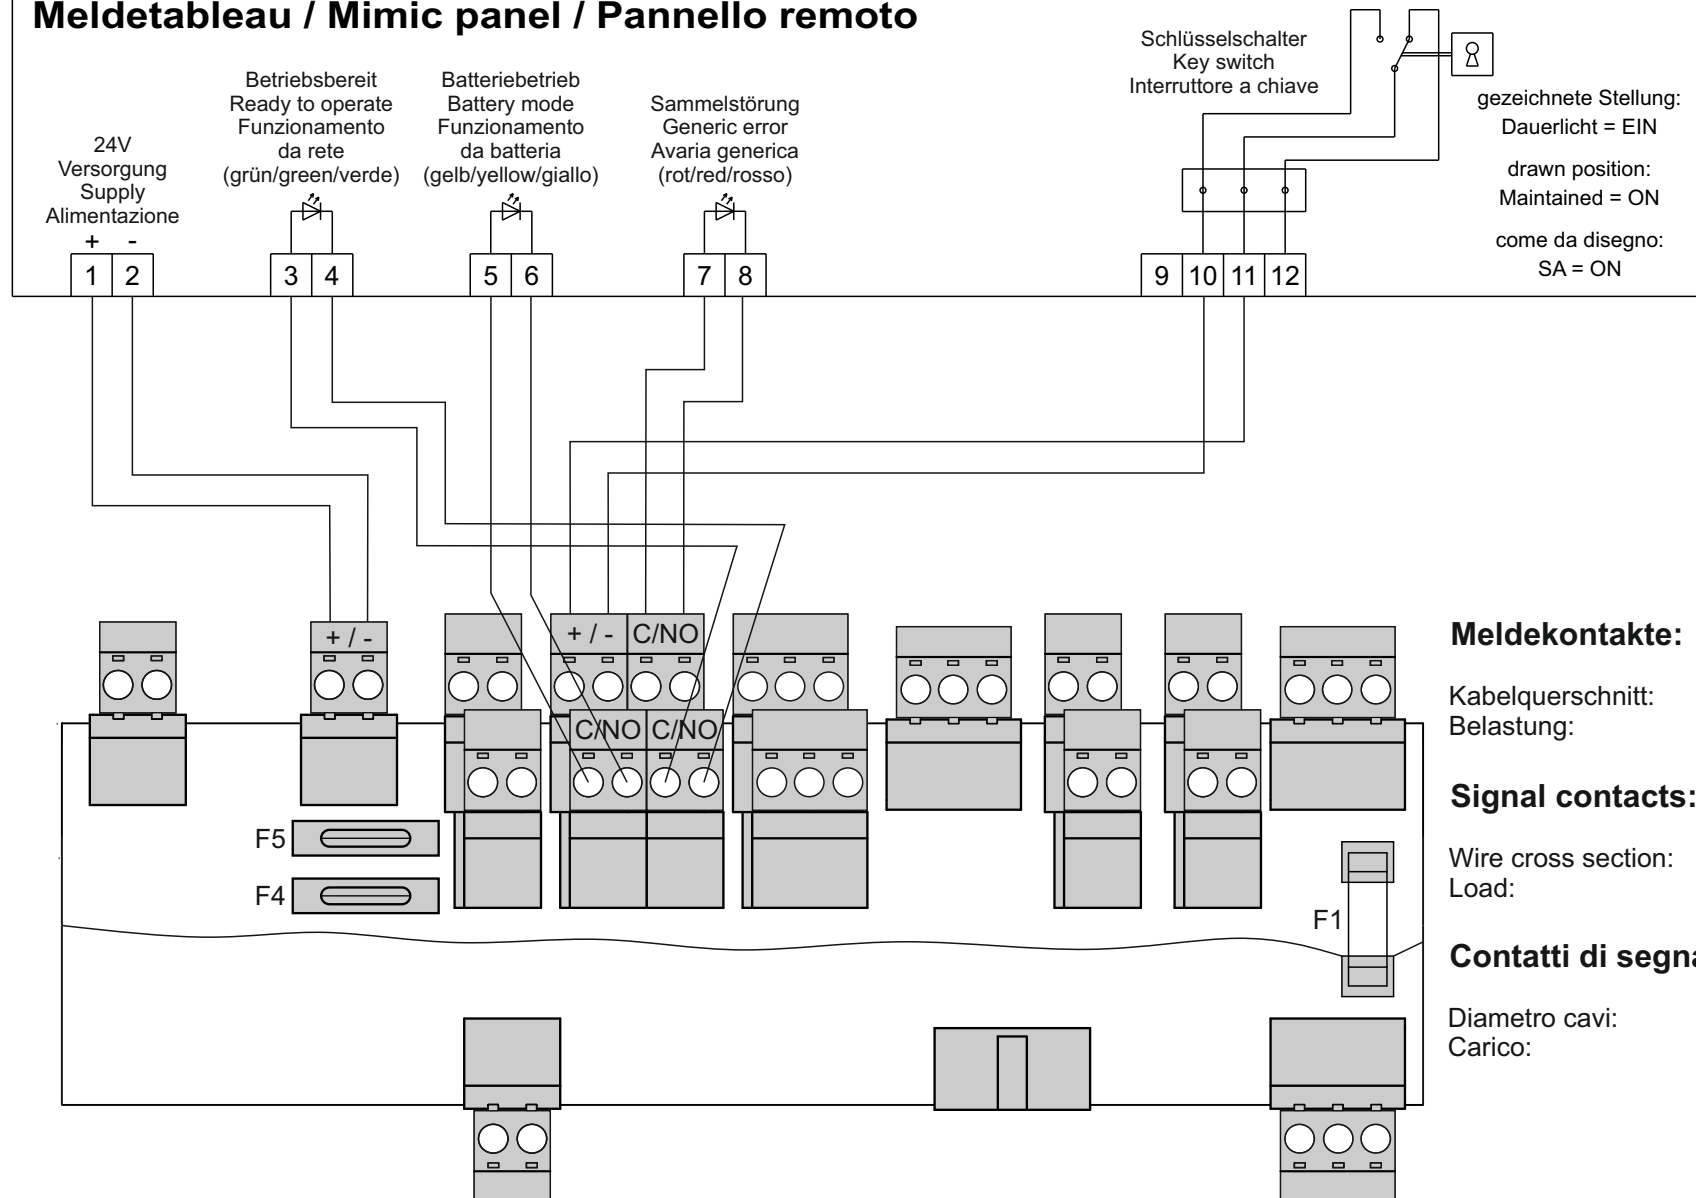 Meldetableau / Mimic panel / Pannello remoto
24V
Versorgung
Supply
Alimentazione
+ -
1 2
Betriebsbereit
Ready to operate
Funzionamento
da rete
(grün/green/verde)
3 4
Batteriebetrieb
Battery mode
Funzionamento
da batteria
(gelb/yellow/giallo)
5 6
Sammelstörung
Generic error
Avaria generica
(rot/red/rosso)
7 8
Schlüsselschalter
Key switch
Interruttore a chiave
9 10 11 12
gezeichnete Stellung:
Dauerlicht = EIN
drawn position:
Maintained = ON
come da disegno:
SA = ON
+ / -
+ / - C/NO
C/NO C/NO
F5
F4
F1
Meldekontakte:
Kabelquerschnitt:
Belastung:
Signal contacts:
Wire cross section:
Load:
Contatti di
Diametro cavi:
Carico: